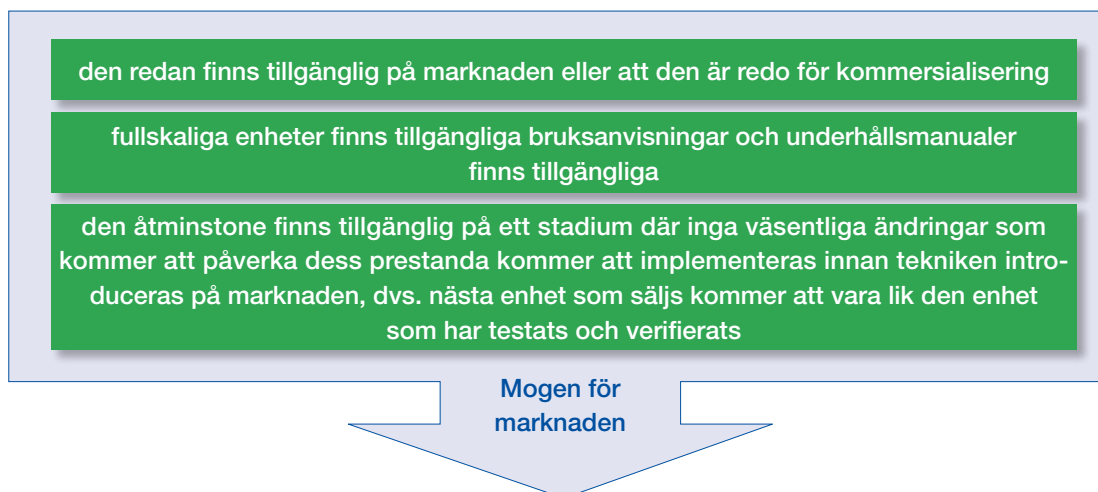 den redan finns tillgänglig på marknaden eller att den är redo för kommersialisering
fullskaliga enheter finns tillgängliga bruksanvisningar och underhållsmanualer
finns tillgängliga
den åtminstone finns tillgänglig på ett stadium där inga väsentliga ändringar som
kommer att påverka dess prestanda kommer att implementeras innan tekniken intro-
duceras på marknaden, dvs. nästa enhet som säljs kommer att vara lik den enhet
som har testats och verifierats
Mogen för
marknaden